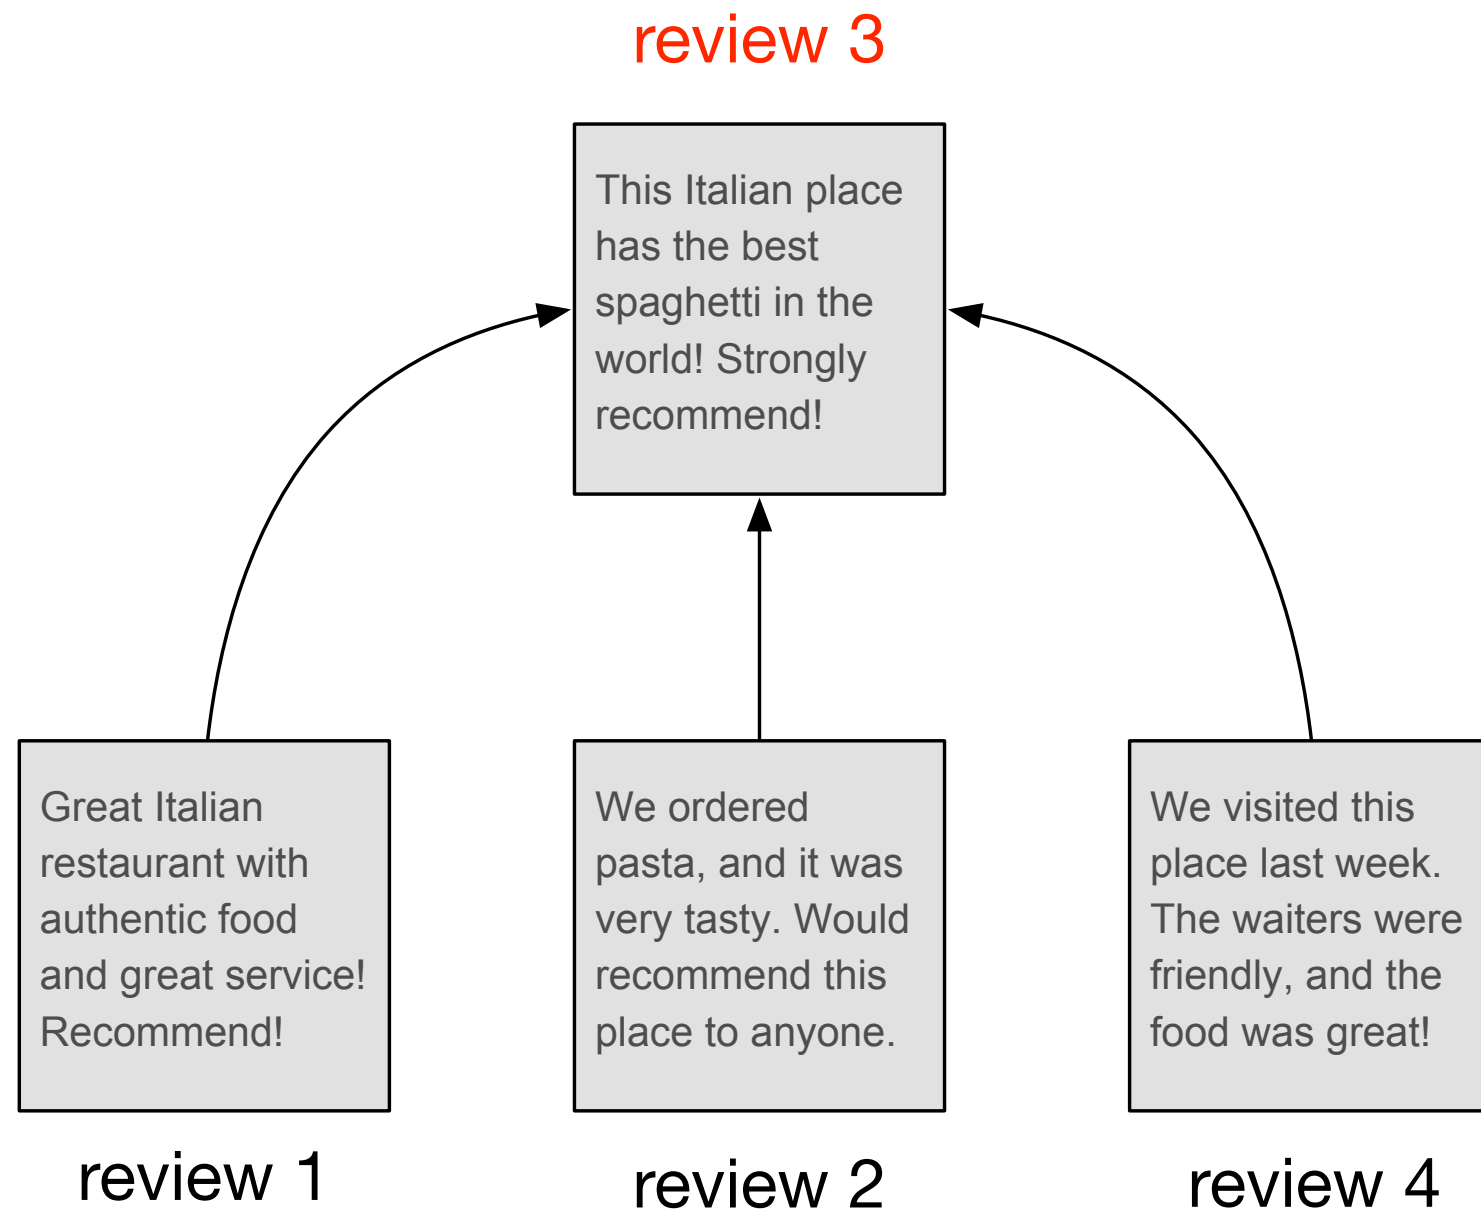 review 3
This Italian place
has the best
spaghetti in the
world! Strongly
recommend!
Great Italian
restaurant with
authentic food
and great service!
Recommend!
review 1
We ordered
pasta, and it was
very tasty. Would
recommend this
place to anyone.
review 2
We visited this
place last week.
The waiters were
friendly, and the
food was great!
review 4